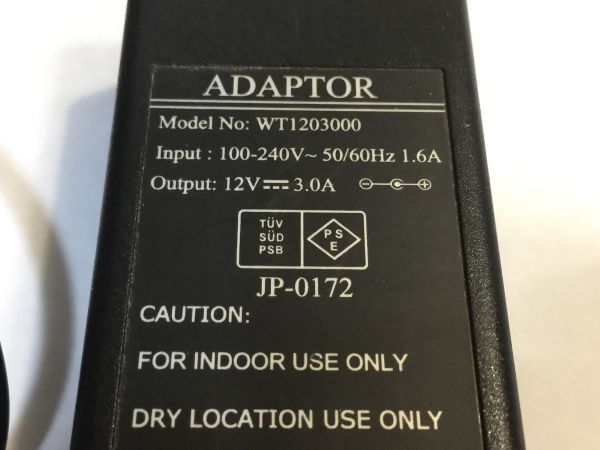 ADAPTOR
Model No: WT1203000
Input : 100-240V~ 50/60Hz 1.6A
Output: 12V⎓3.0A
TÜV
SÜD
PSB
PS
E
JP-0172
CAUTION:
FOR INDOOR USE ONLY
DRY LOCATION USE ONLY